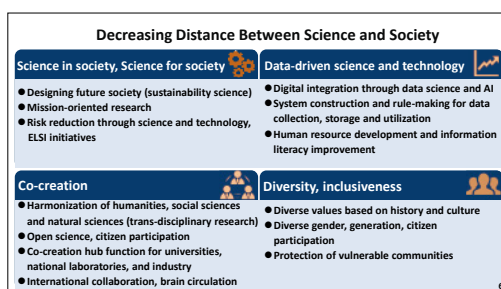 Decreasing Distance Between Science and Society
Science in society, Science for society
●Designing future society (sustainability science)
●Mission-oriented research
●Risk reduction through science and technology,
ELSI initiatives
Data-driven science and technology
●Digital integration through data science and AI
●System construction and rule-making for data
collection, storage and utilization
●Human resource development and information
literacy improvement
Co-creation
●Harmonization of humanities, social sciences
and natural sciences (trans-disciplinary research)
●Open science, citizen participation
●Co-creation hub function for universities,
national laboratories, and industry
●International collaboration, brain circulation
Diversity, inclusiveness
●Diverse values based on history and culture
●Diverse gender, generation, citizen
participation
●Protection of vulnerable communities